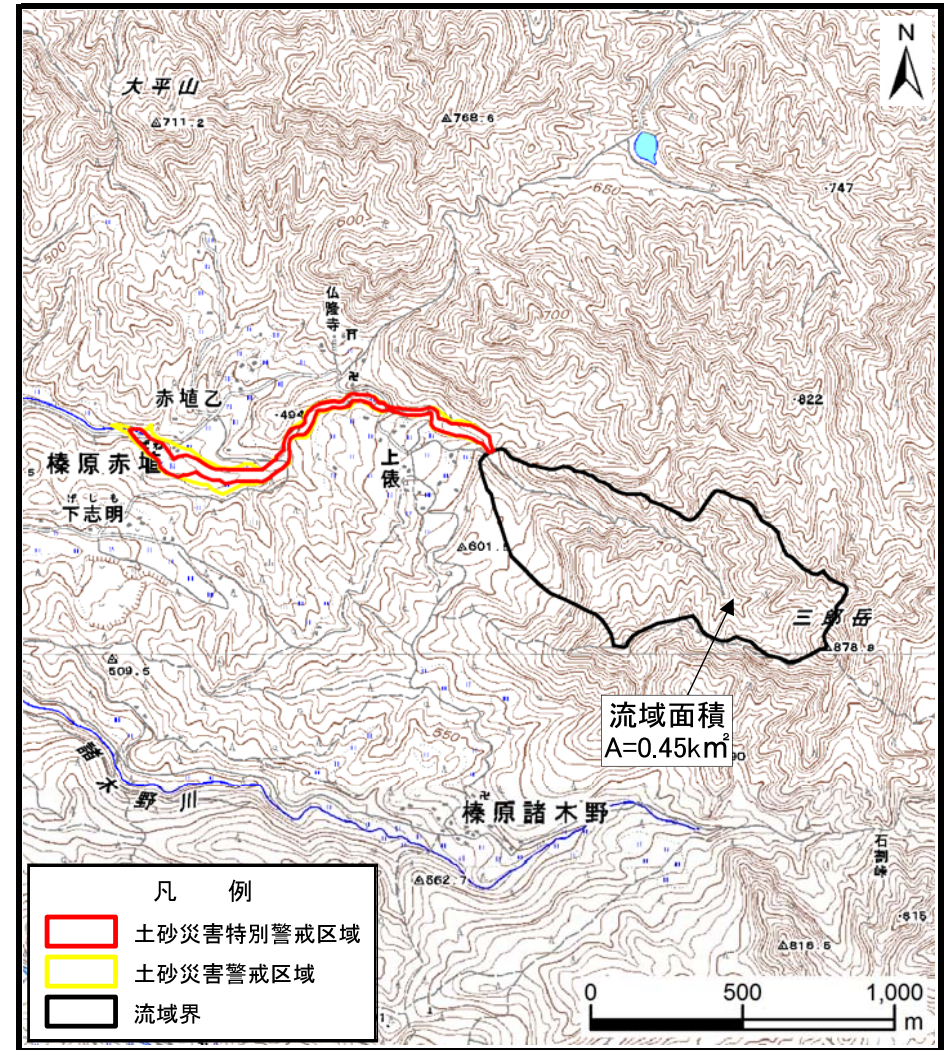 N
大平山
711.2
768.6
650
747
600
500
仏隆寺
700
822
赤埴乙
494
榛原赤埴
上俵
げしも
下志明
601.5
700
三郎岳
878.9
509.5
流域面積
A=0.45k㎡
550
諸木野川
榛原諸木野
石割峠
562.7
815
816.5
凡 例
土砂災害特別警戒区域
土砂災害警戒区域
流域界
0 500 1,000
m